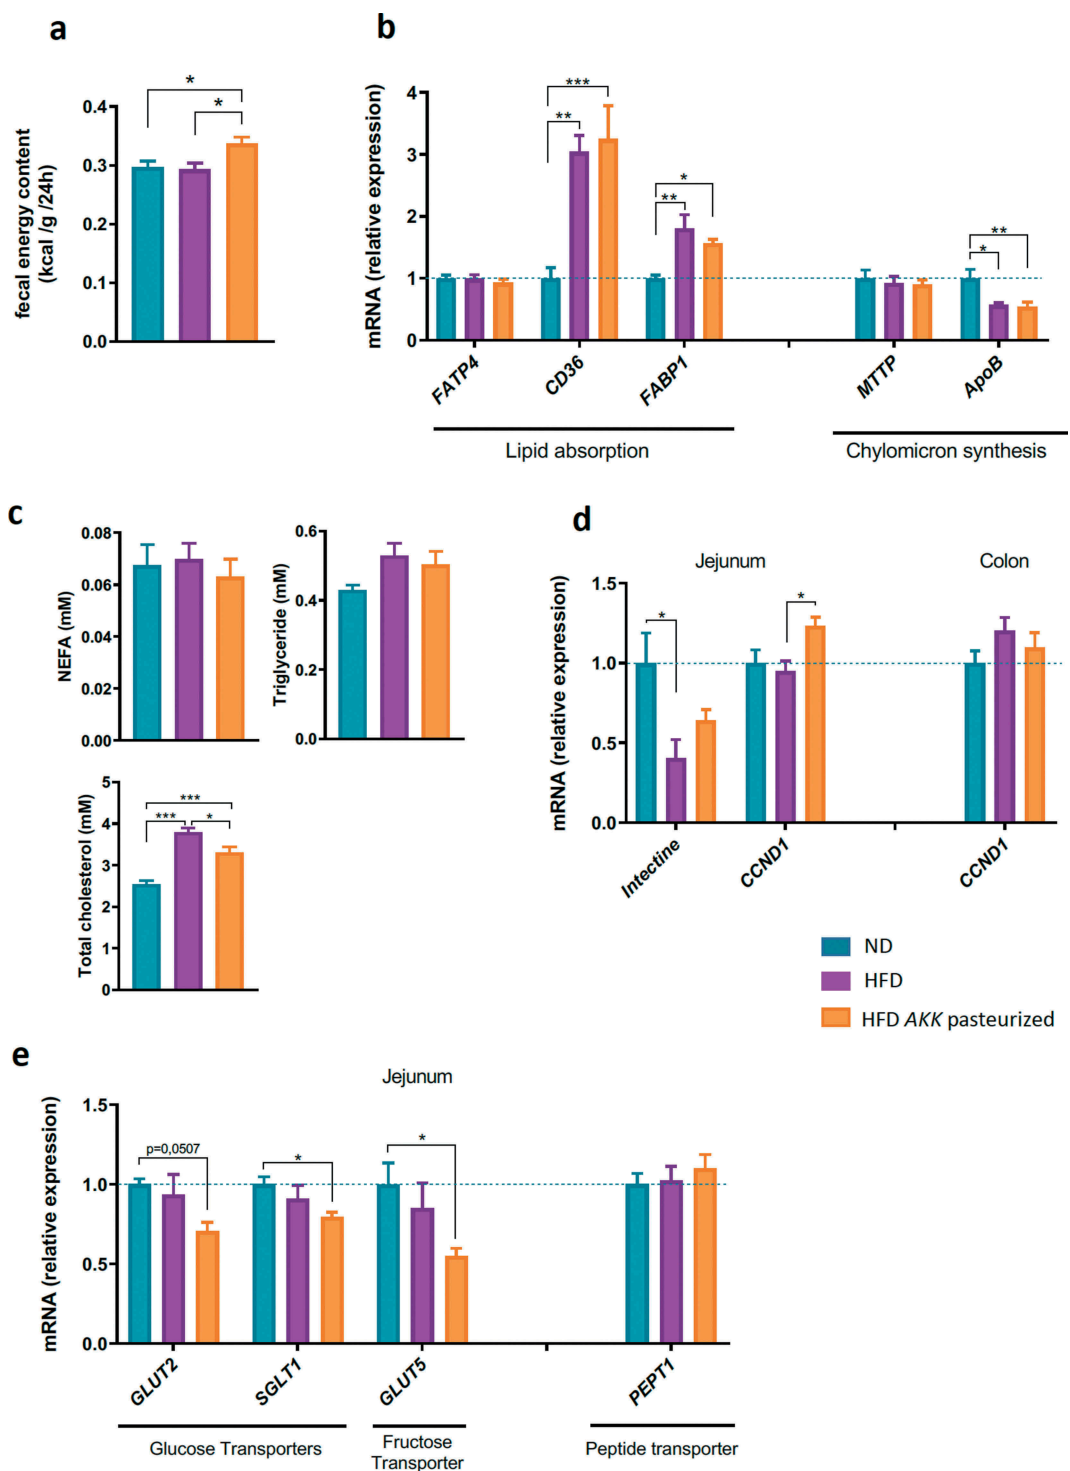 a
fecal energy content
(kcal /g /24h)
0.4
0.3
0.2
0.1
0.0
*
*
b
mRNA (relative expression)
4
3
2
1
0
***
**
*
**
**
*
FATP4
CD36
FABP1
MTTP
ApoB
Lipid absorption
Chylomicron synthesis
c
NEFA (mM)
0.08
0.06
0.04
0.02
0.00
Triglyceride (mM)
0.6
0.4
0.2
0.0
Total cholesterol (mM)
5
4
3
2
1
0
***
***
*
d
Jejunum
Colon
mRNA (relative expression)
1.5
1.0
0.5
0.0
*
*
Intectine
CCND1
CCND1
ND
HFD
HFD AKK pasteurized
e
Jejunum
mRNA (relative expression)
1.5
1.0
0.5
0.0
p=0,0507
*
*
GLUT2
SGLT1
GLUT5
PEPT1
Glucose Transporters
Fructose
Transporter
Peptide transporter